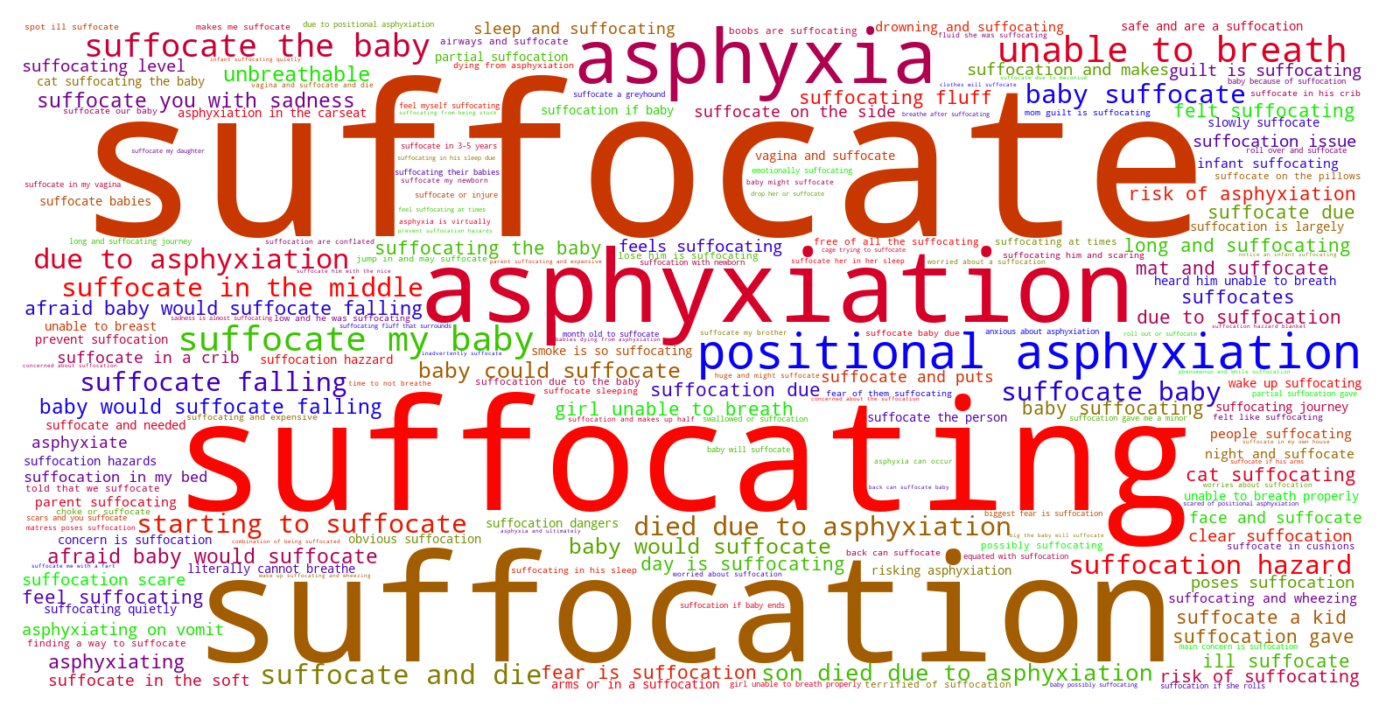 spot ill suffocate
makes me suffocate
due to positional asphyxiation
sleep and suffocating
boobs are suffocating
drowning and suffocating
safe and are a suffocation
suffocate the baby
airways and suffocate
asphyxia
fluid she was suffocating
unable to breath
suffocating level
infant suffocating quietly
partial suffocation
dying from asphyxiation
cat suffocating the baby
unbreathable
vagina and suffocate and die
suffocation and makes
guilt is suffocating
suffocate due to meconium
baby because of suffocation
suffocate you with sadness
feel myself suffocating
suffocate a greyhound
suffocating fluff
clothes will suffocate
baby suffocate
suffocate in his crib
suffocate our baby
asphyxiation in the carseat
suffocating from being stuck
suffocation if baby
suffocate on the side
breathe after suffocating
mom guilt is suffocating
felt suffocating
suffocate
slowly suffocate
suffocation issue
suffocate my daughter
suffocate in 3-5 years
suffocating in his sleep due
vagina and suffocate
roll over and suffocate
infant suffocating
suffocating their babies
emotionally suffocating
suffocate on the pillows
suffocate in my vagina
suffocate my newborn
baby might suffocate
risk of asphyxiation
suffocate babies
suffocate or injure
drop her or suffocate
feel suffocating at times
suffocate due
asphyxia is virtually
prevent suffocation hazards
suffocation is largely
long and suffocating journey
suffocation are conflated
suffocating the baby
feels suffocating
free of all the suffocating
suffocating at times
long and suffocating
due to asphyxiation
jump in and may suffocate
lose him is suffocating
cage trying to suffocate
suffocating him and scaring
notice an infant suffocating
parent suffocating and expensive
suffocation with newborn
suffocate her in her sleep
worried about a suffocation
suffocate him with the nice
asphyxiation
mat and suffocate
suffocate in the middle
heard him unable to breath
suffocates
afraid baby would suffocate falling
sadness is almost suffocating
low and he was suffocating
due to suffocation
unable to breast
suffocating fluff that surrounds
suffocate my baby
month old to suffocate
suffocate my brother
suffocate baby due
anxious about asphyxiation
roll out or suffocate
suffocation hazzard blanket
prevent suffocation
babies dying from asphyxiation
positional asphyxiation
suffocate in a crib
suffocation hazzard
inadvertently suffocate
smoke is so suffocating
concerned about suffocation
baby could suffocate
huge and might suffocate
suffocate and puts
phenomenon and while suffocation
suffocate falling
time to not breathe
suffocation due to the baby
suffocate sleeping
suffocation due
fear of them suffocating
suffocate baby
wake up suffocating
partial suffocation gave
concerned about the suffocation
baby would suffocate falling
suffocating and expensive
girl unable to breath
baby suffocating
suffocating journey
suffocate and needed
suffocation and makes up half
swallowed or suffocation
suffocate the person
suffocation gave me a minor
felt like suffocating
suffocating
asphyxiate
people suffocating
suffocate in my own house
baby will suffocate
night and suffocate
suffocation hazards
asphyxia can occur
suffocate if his arms
suffocation in my bed
cat suffocating
told that we suffocate
back can suffocate baby
worries about suffocation
parent suffocating
unable to breath properly
scared of positional asphyxiation
choke or suffocate
scars and you suffocate
starting to suffocate
suffocation dangers
biggest fear is suffocation
face and suffocate
matress poses suffocation
asphyxia and ultimately
died due to asphyxiation
concern is suffocation
combination of being suffocated
obvious suffocation
big the baby will suffocate
clear suffocation
baby would suffocate
possibly suffocating
suffocate in cushions
afraid baby would suffocate
back can suffocate
equated with suffocation
suffocate me with a fart
literally cannot breathe
day is suffocating
suffocation hazard
suffocation scare
wake up suffocating and wheezing
suffocating in his sleep
worried about suffocation
risking asphyxiation
poses suffocation
feel suffocating
suffocation
suffocating and wheezing
suffocating quietly
suffocation if baby ends
suffocate a kid
asphyxiating on vomit
suffocation gave
finding a way to suffocate
main concern is suffocation
asphyxiating
ill suffocate
suffocate and die
fear is suffocation
son died due to asphyxiation
risk of suffocating
suffocate in the soft
arms or in a suffocation
girl unable to breath properly
terrified of suffocation
baby possibly suffocating
suffocation if she rolls